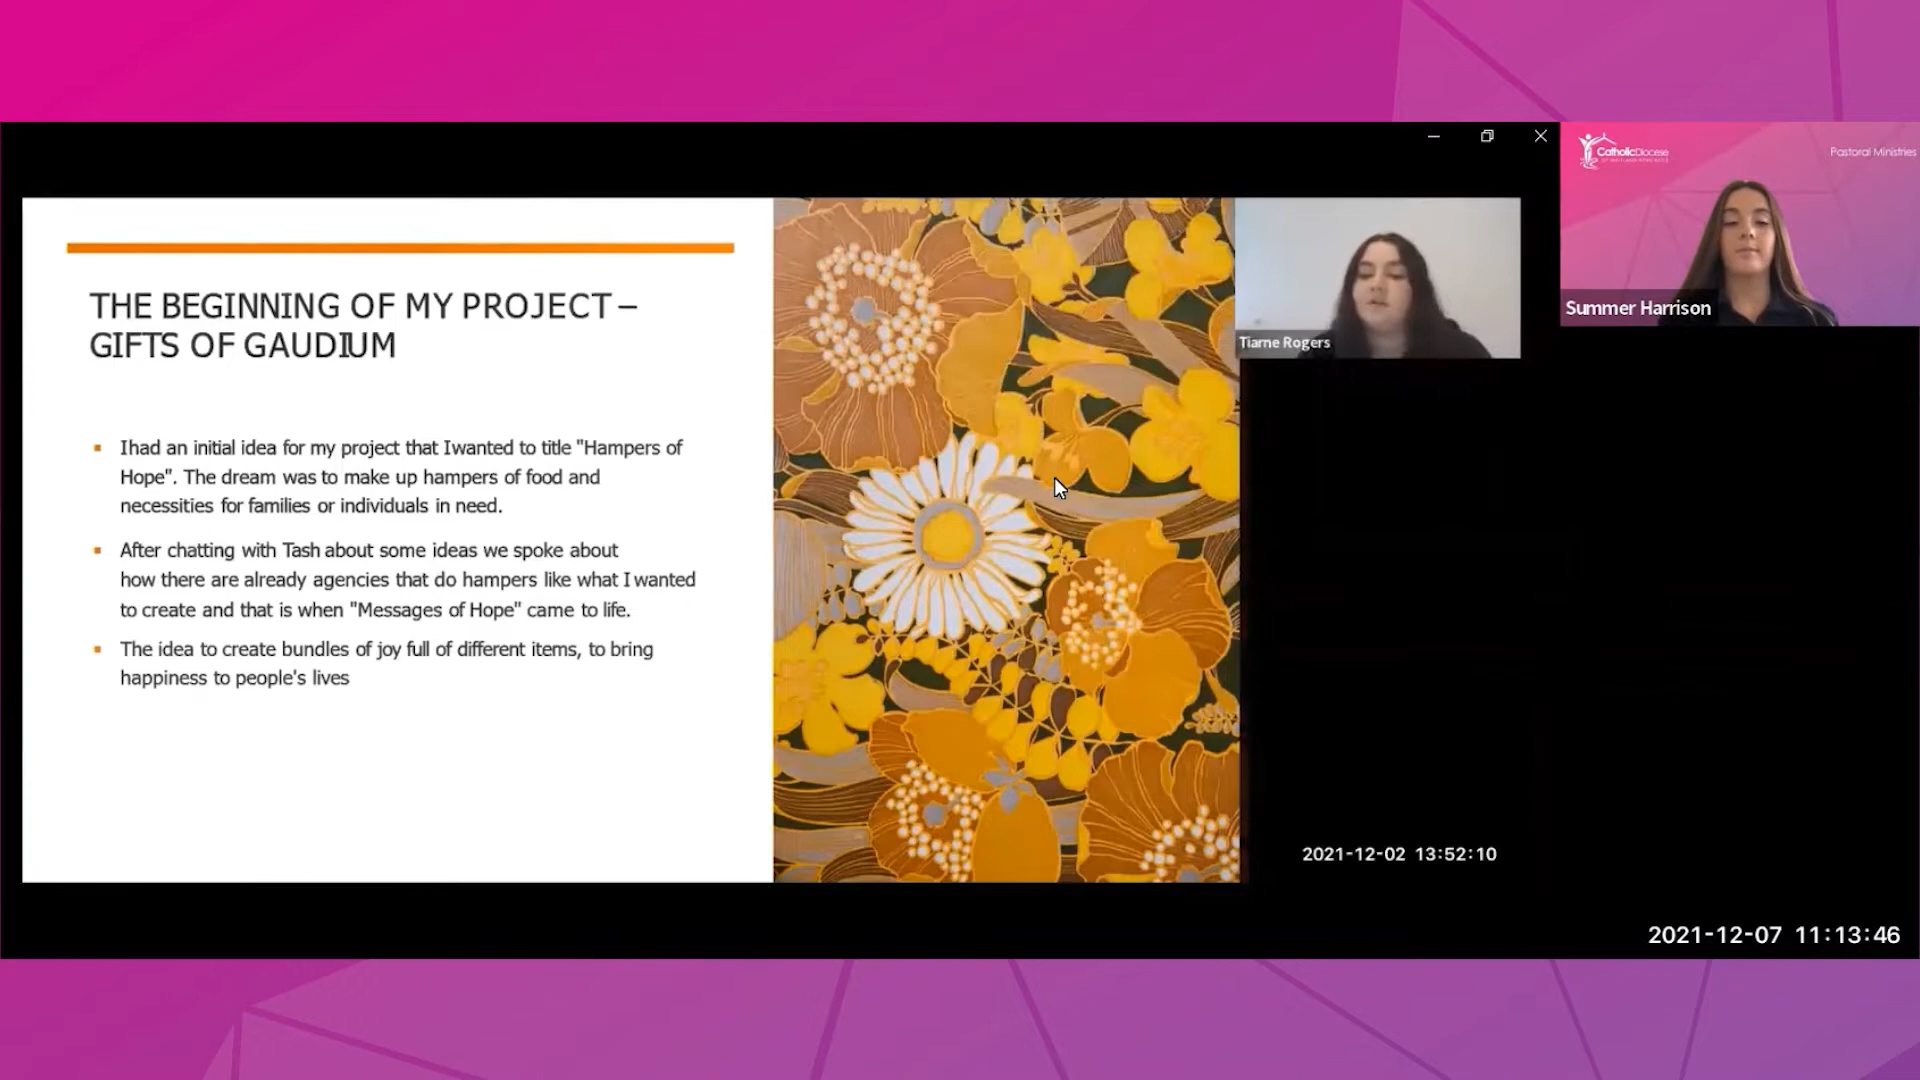 CatholicDiocese
Pastoral Ministries
THE BEGINNING OF MY PROJECT –
GIFTS OF GAUDIUM
Tiarne Rogers
Summer Harrison
I had an initial idea for my project that I wanted to title "Hampers of
Hope". The dream was to make up hampers of food and
necessities for families or individuals in need.
After chatting with Tash about some ideas we spoke about
how there are already agencies that do hampers like what I wanted
to create and that is when "Messages of Hope" came to life.
The idea to create bundles of joy full of different items, to bring
happiness to people's lives
2021-12-02 13:52:10
2021-12-07 11:13:46